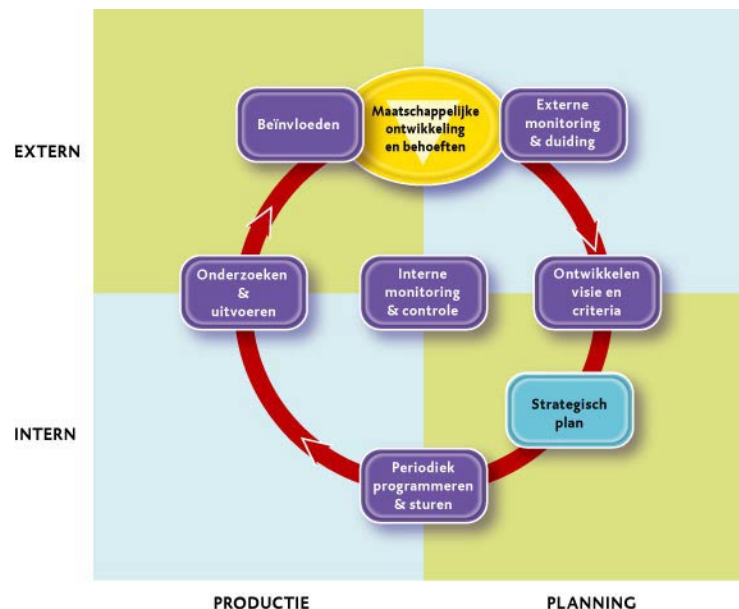 Beïnvloeden
Maatschappelijke
ontwikkeling
en behoeften
Externe
monitoring
& duiding
EXTERN
Onderzoeken
&
uitvoeren
Interne
monitoring
& controle
Ontwikkelen
visie en
criteria
Strategisch
plan
INTERN
Periodiek
programmeren
& sturen
PRODUCTIE
PLANNING